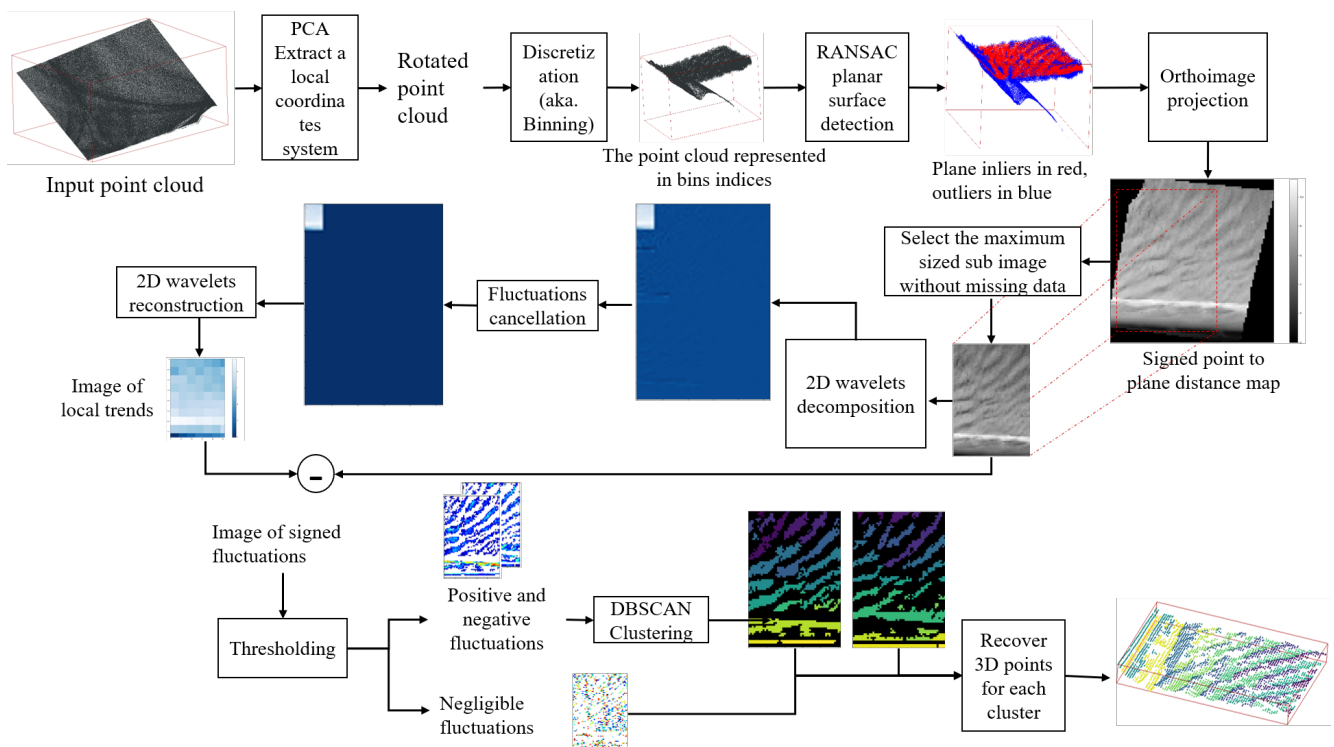 PCA
Extract a
local
coordina
tes
system
Rotated
point
cloud
Discretiz
ation
(aka.
Binning)
RANSAC
planar
surface
detection
Orthoimage
projection
Input point cloud
The point cloud represented
in bins indices
Plane inliers in red,
outliers in blue
Select the maximum
sized sub image
without missing data
Signed point to
plane distance map
2D wavelets
decomposition
Fluctuations
cancellation
2D wavelets
reconstruction
Image of
local trends
-
Image of signed
fluctuations
Thresholding
Positive and
negative
fluctuations
Negligible
fluctuations
DBSCAN
Clustering
Recover
3D points
for each
cluster